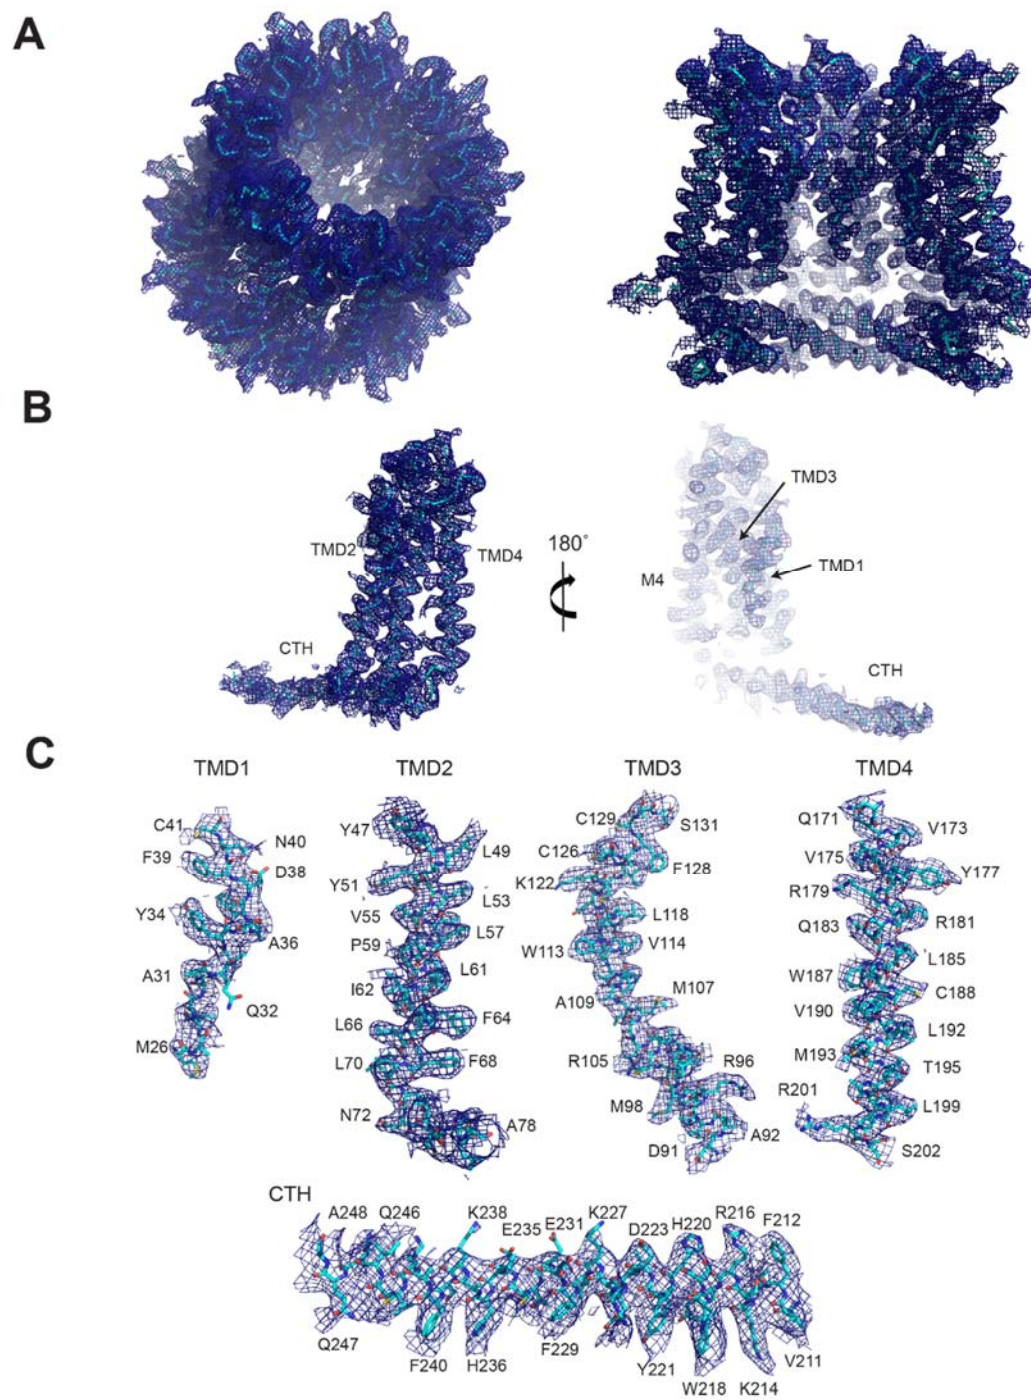 A
B
TMD2
TMD4
CTH
180°
TMD3
TMD1
M4
CTH
C
TMD1
TMD2
TMD3
TMD4
C41
N40
F39
D38
Y34
A36
A31
Q32
M26
Y47
L49
Y51
L53
V55
L57
P59
L61
I62
F64
L66
F68
L70
N72
A78
C129
S131
C126
F128
K122
L118
W113
V114
M107
A109
R105
R96
M98
A92
D91
Q171
V173
V175
Y177
R179
R181
Q183
L185
W187
C188
V190
L192
M193
T195
R201
L199
S202
CTH
A248
Q246
K238
E235
E231
K227
D223
H220
R216
F212
Q247
F240
H236
F229
Y221
W218
K214
V211